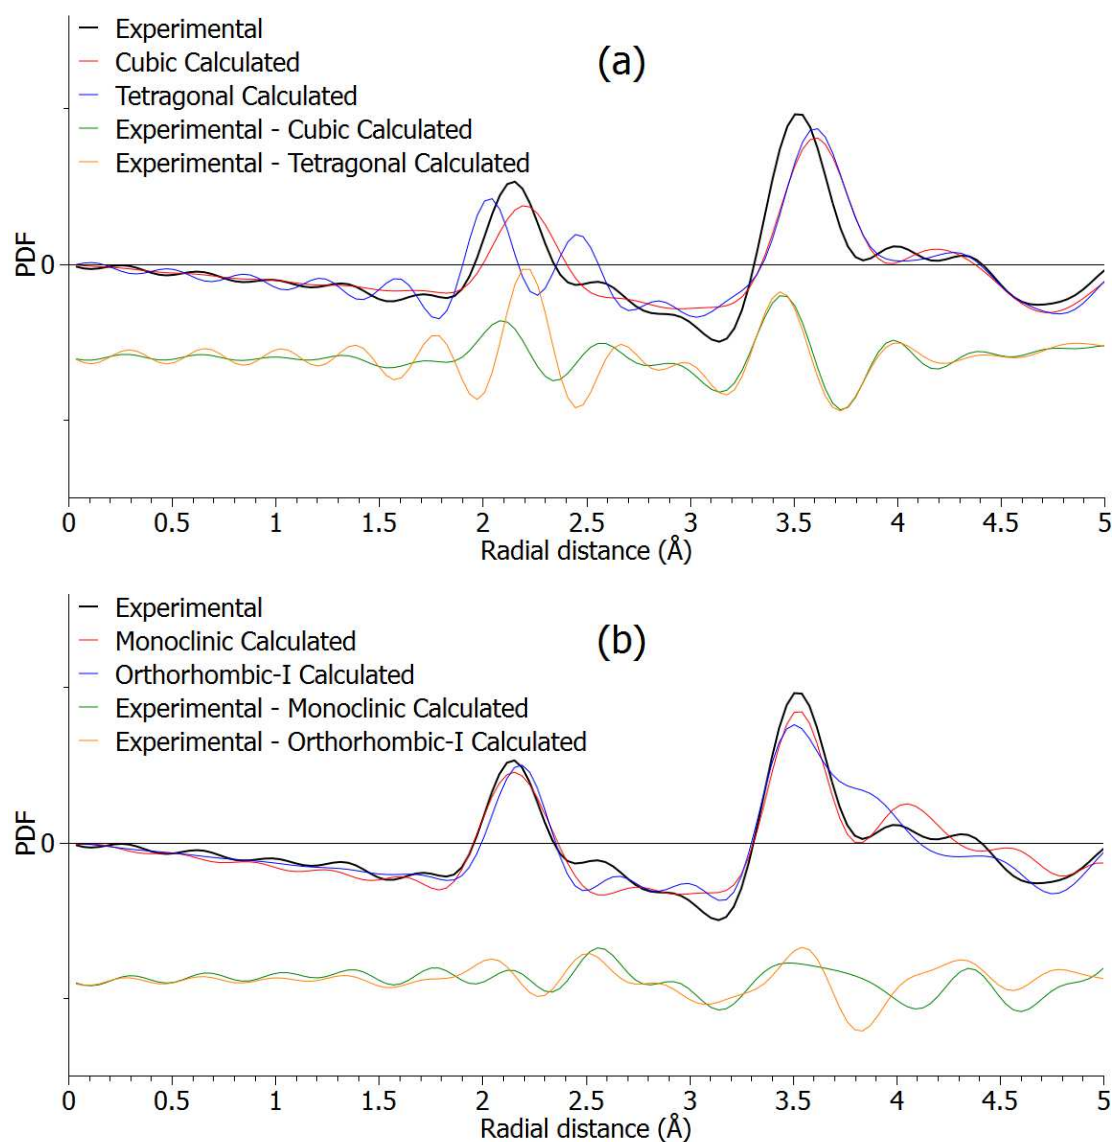 Experimental
(a)
Cubic Calculated
Tetragonal Calculated
Experimental - Cubic Calculated
Experimental - Tetragonal Calculated
PDF
0
0 0.5 1 1.5 2 2.5 3 3.5 4 4.5 5
Radial distance (Å)
Experimental
(b)
Monoclinic Calculated
Orthorhombic-I Calculated
Experimental - Monoclinic Calculated
Experimental - Orthorhombic-I Calculated
PDF
0
0 0.5 1 1.5 2 2.5 3 3.5 4 4.5 5
Radial distance (Å)